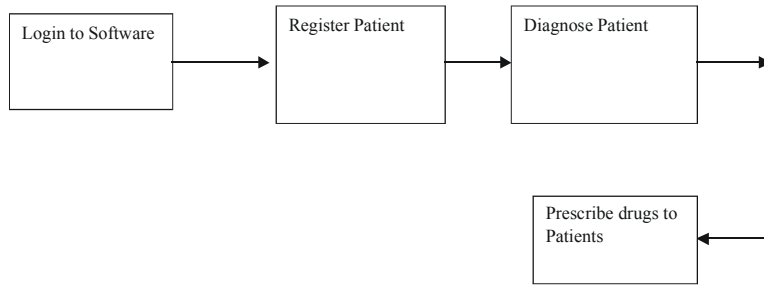 Login to Software
Register Patient
Diagnose Patient
Prescribe drugs to
Patients